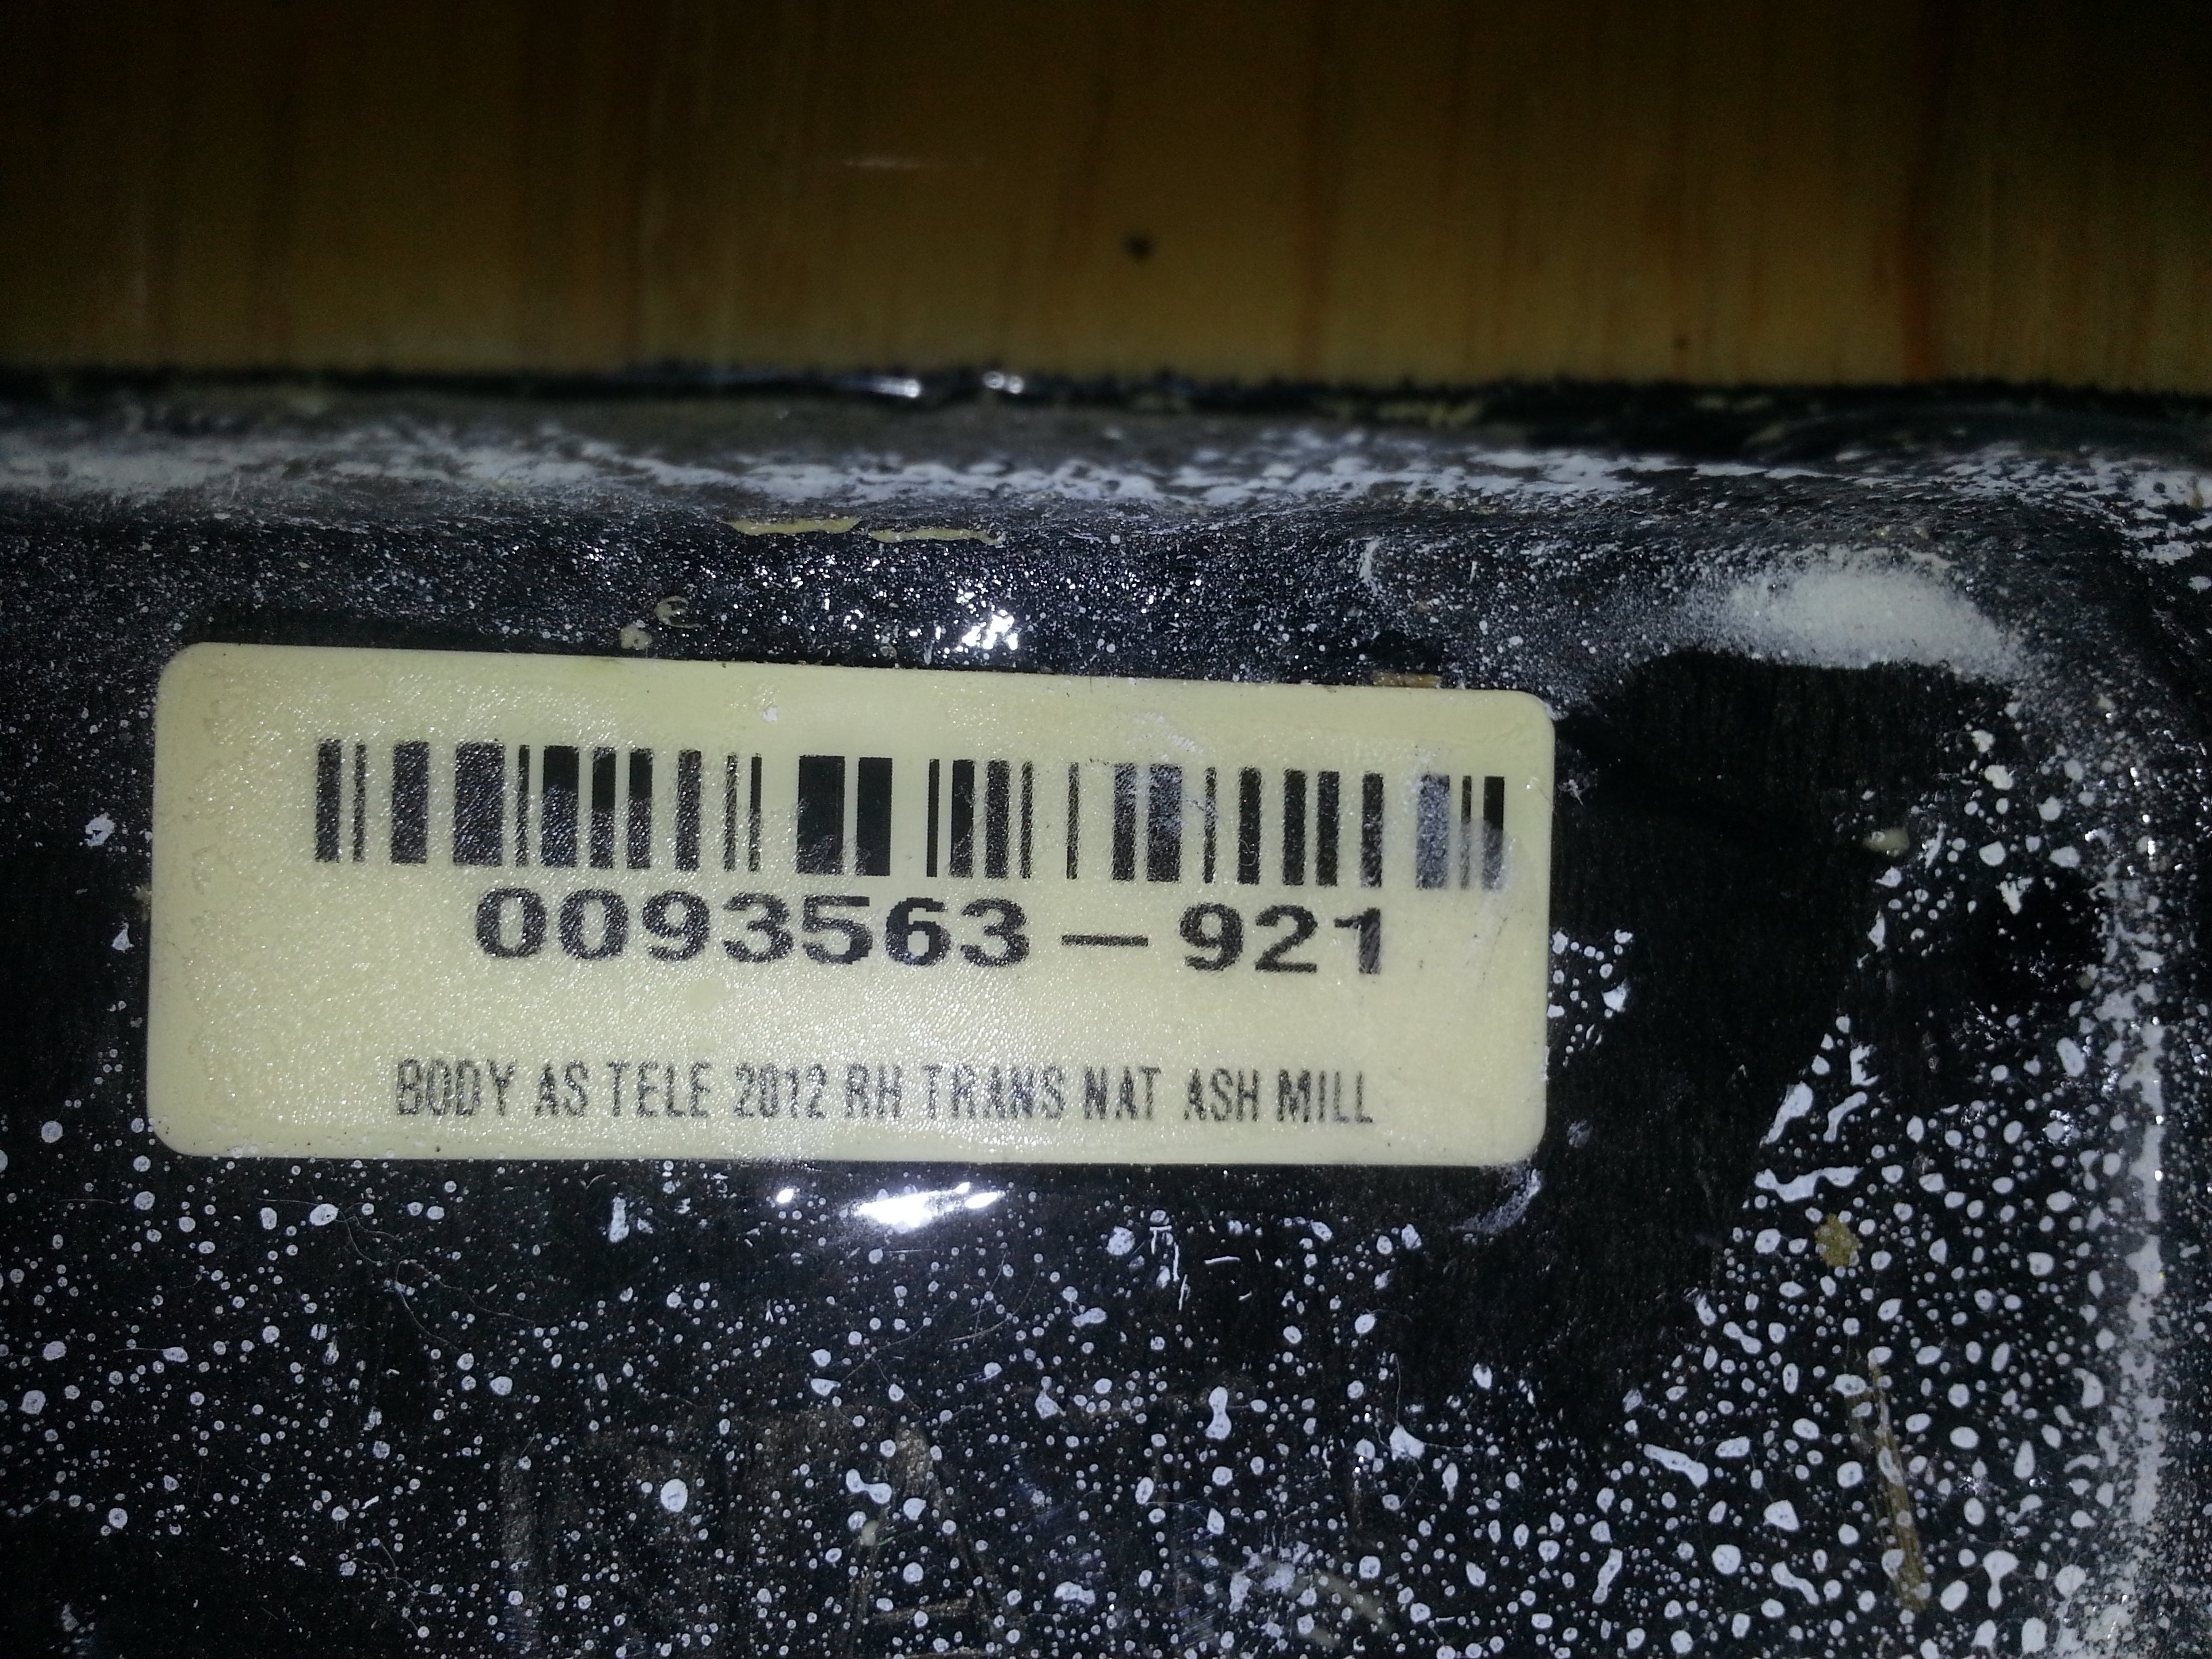 0093563-921
BODY AS TELE 2012 RH TRANS NAT ASH MILL